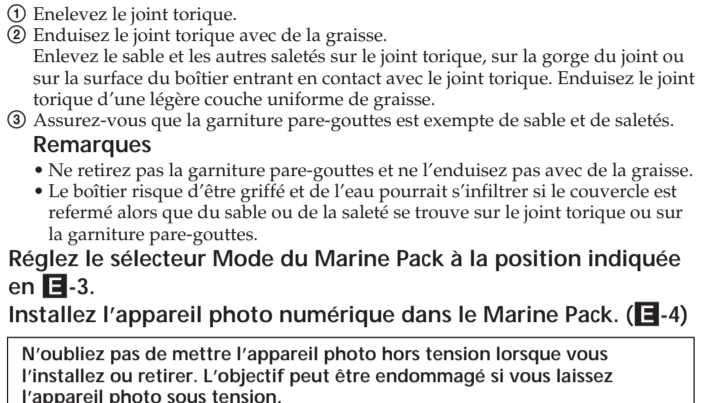 ① Enelevez le joint torique.
② Enduisez le joint torique avec de la graisse.
Enlevez le sable et les autres saletés sur le joint torique, sur la gorge du joint ou
sur la surface du boîtier entrant en contact avec le joint torique. Enduisez le joint
torique d'une légère couche uniforme de graisse.
③ Assurez-vous que la garniture pare-gouttes est exempte de sable et de saletés.
Remarques
• Ne retirez pas la garniture pare-gouttes et ne l'enduisez pas avec de la graisse.
• Le boîtier risque d'être griffé et de l'eau pourrait s'infiltrer si le couvercle est
refermé alors que du sable ou de la saleté se trouve sur le joint torique ou sur
la garniture pare-gouttes.
Réglez le sélecteur Mode du Marine Pack à la position indiquée
en E-3.
Installez l'appareil photo numérique dans le Marine Pack. (E-4)
N'oubliez pas de mettre l'appareil photo hors tension lorsque vous
l'installez ou retirer. L'objectif peut être endommagé si vous laissez
l'appareil photo sous tension.